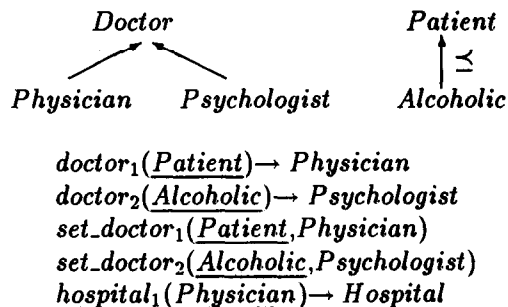 Doctor Patient
⪯
Physician Psychologist Alcoholic
doctor₁(Patient)→ Physician
doctor₂(Alcoholic)→ Psychologist
set_doctor₁(Patient,Physician)
set_doctor₂(Alcoholic,Psychologist)
hospital₁(Physician)→ Hospital